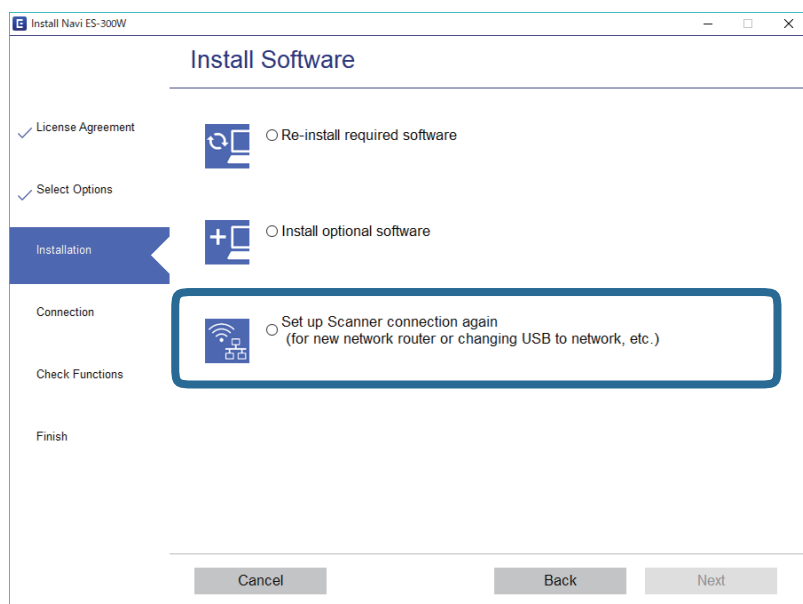 E Install Navi ES-300W
Install Software
License Agreement
Select Options
Installation
Connection
Check Functions
Finish
Re-install required software
Install optional software
Set up Scanner connection again
(for new network router or changing USB to network, etc.)
Cancel
Back
Next